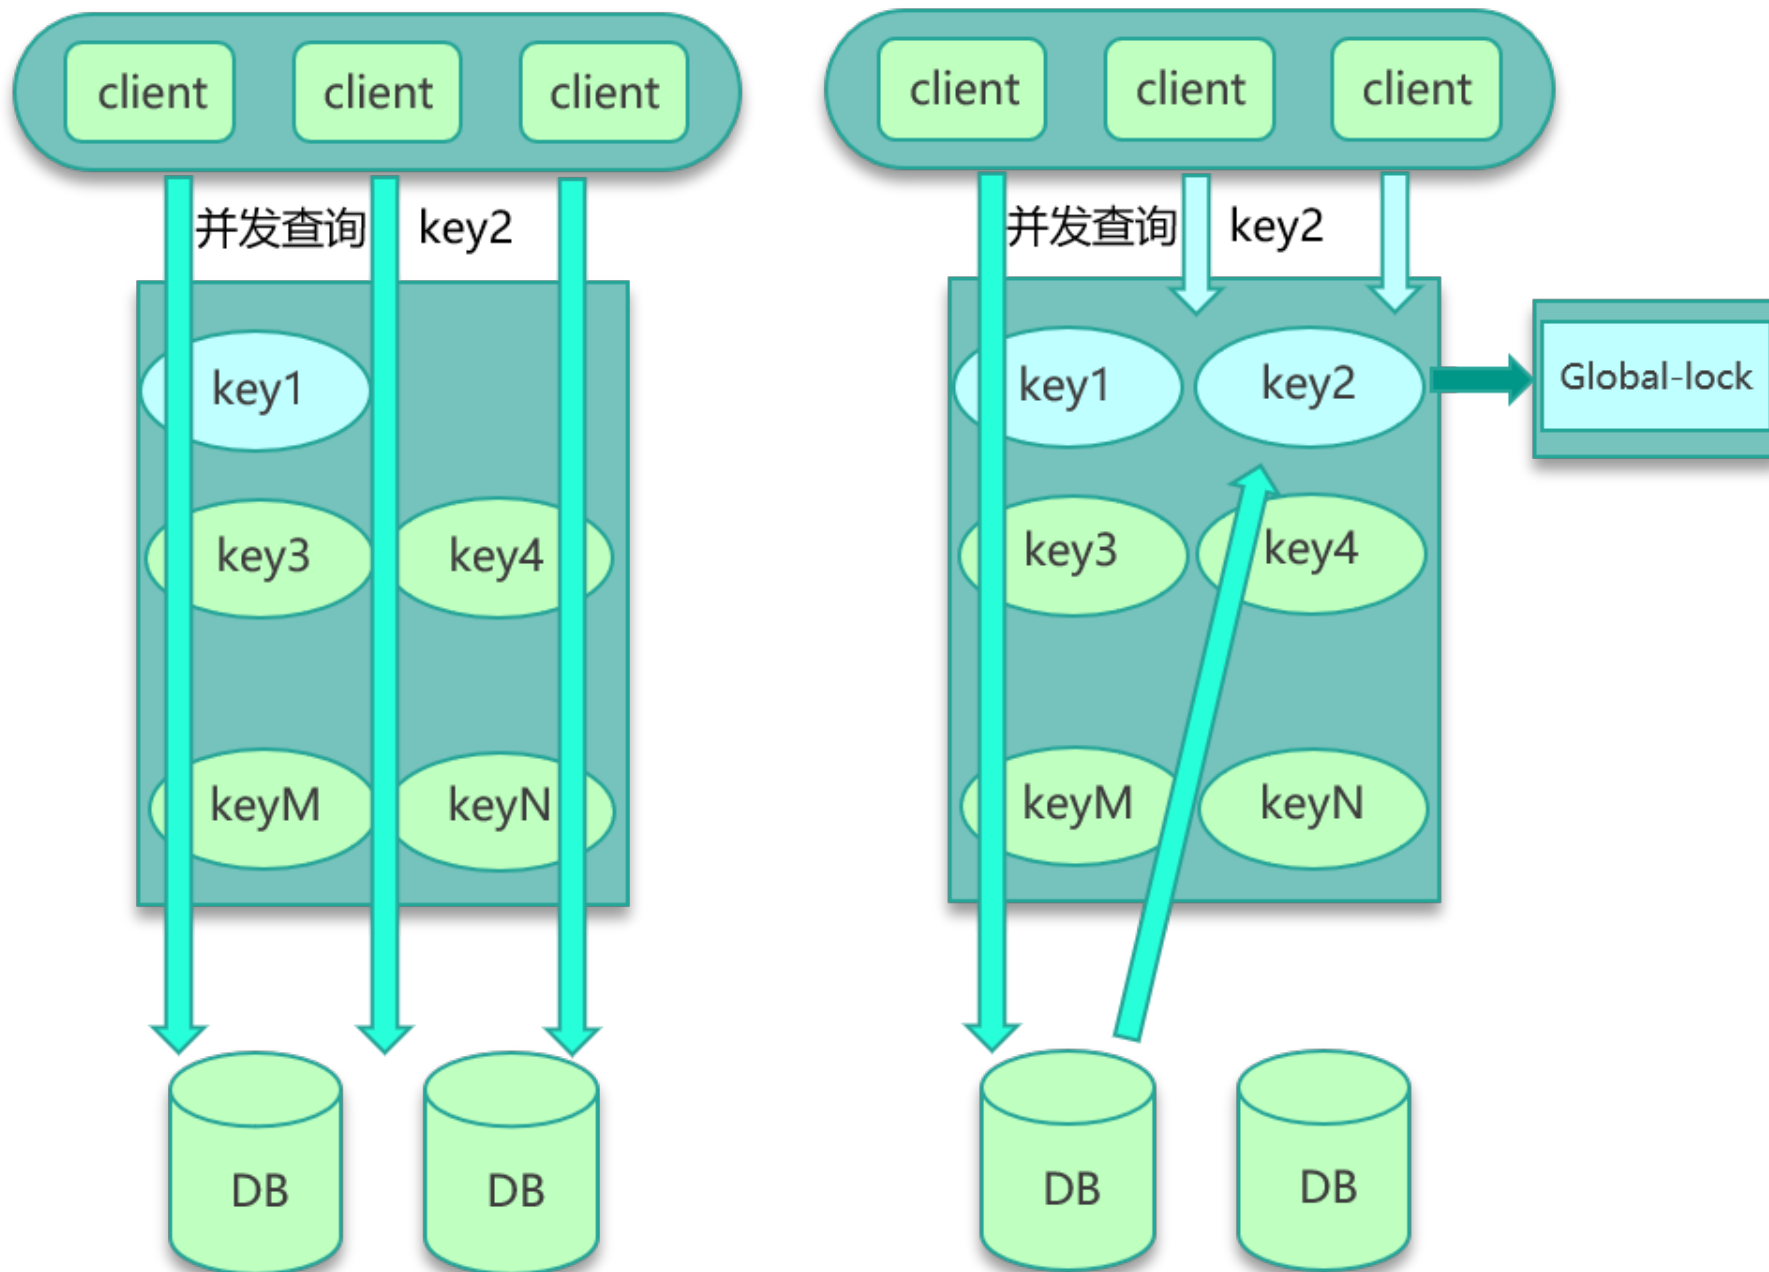 client client client
并发查询 key2
key1
key3 key4
keyM keyN
DB DB
client client client
并发查询 key2
key1 key2
Global-lock
key3 key4
keyM keyN
DB DB